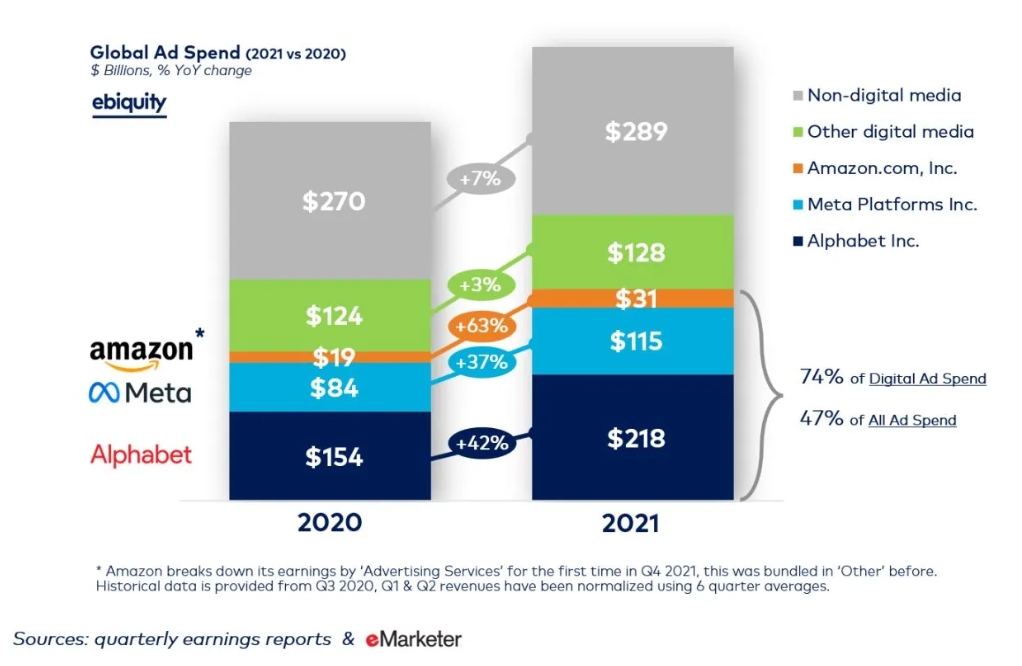 Global Ad Spend (2021 vs 2020)
$ Billions, % YoY change
ebiquity
Non-digital media
Other digital media
Amazon.com, Inc.
Meta Platforms Inc.
Alphabet Inc.
$270
+7%
$289
$124
+3%
$128
amazon*
$19
+63%
$31
Meta
$84
+37%
$115
Alphabet
$154
+42%
$218
74% of Digital Ad Spend
47% of All Ad Spend
2020
2021
* Amazon breaks down its earnings by 'Advertising Services' for the first time in Q4 2021, this was bundled in 'Other' before.
Historical data is provided from Q3 2020, Q1 & Q2 revenues have been normalized using 6 quarter averages.
Sources: quarterly earnings reports & eMarketer